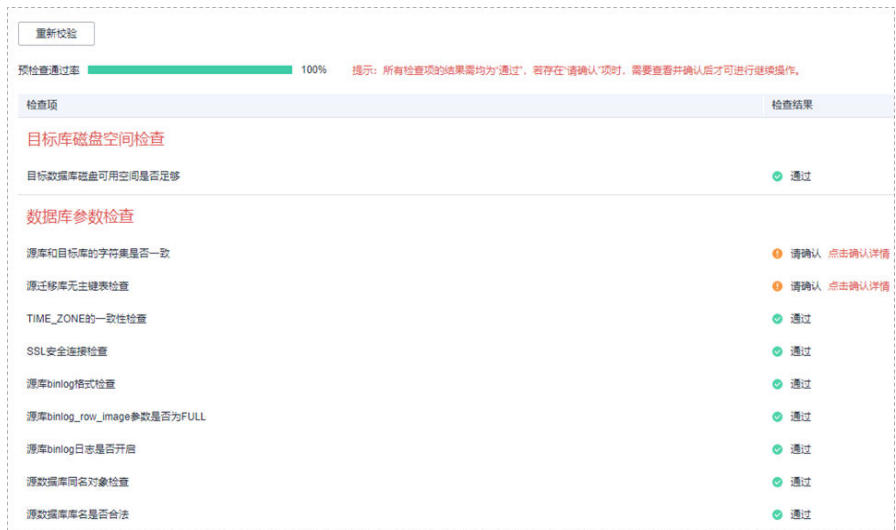 重新校验
预检查通过率 100% 提示：所有检查项的结果需均为“通过”，若存在“请确认”项时，需要查看并确认后才可进行继续操作。
检查项 检查结果
目标库磁盘空间检查
目标数据库磁盘可用空间是否足够 通过
数据库参数检查
源库和目标库的字符集是否一致 请确认 点击确认详情
源迁移库无主键表检查 请确认 点击确认详情
TIME_ZONE的一致性检查 通过
SSL安全连接检查 通过
源库binlog格式检查 通过
源库binlog_row_image参数是否为FULL 通过
源库binlog日志是否开启 通过
源数据库同名对象检查 通过
源数据库库名是否合法 通过